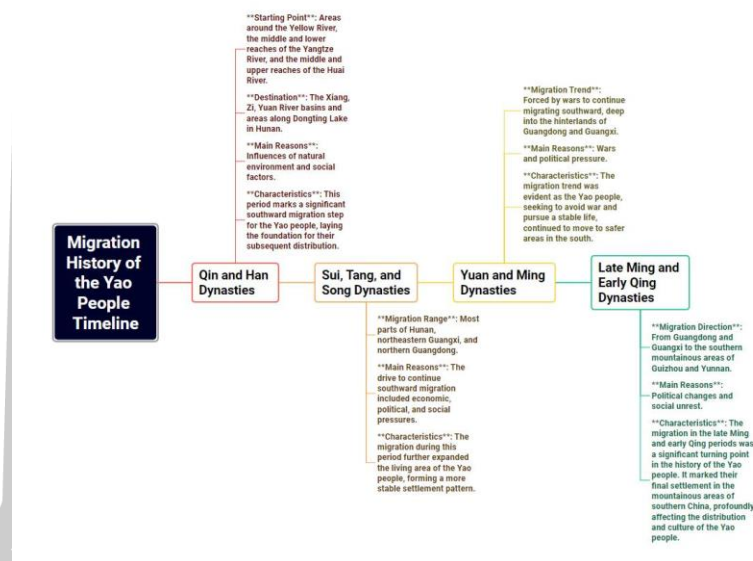 Migration
History of
the Yao
People
Timeline
Qin and Han
Dynasties
**Starting Point**: Areas
around the Yellow River,
the middle and lower
reaches of the Yangtze
River, and the middle and
upper reaches of the Huai
River.
**Destination**: The Xiang,
Zi, Yuan River basins and
areas along Dongting Lake
in Hunan.
**Main Reasons**:
Influences of natural
environment and social
factors.
**Characteristics**: This
period marks a significant
southward migration step
for the Yao people, laying
the foundation for their
subsequent distribution.
Sui, Tang, and
Song Dynasties
**Migration Range**: Most
parts of Hunan,
northeastern Guangxi, and
northern Guangdong.
**Main Reasons**: The
drive to continue
southward migration
included economic,
political, and social
pressures.
**Characteristics**: The
migration during this
period further expanded
the living area of the Yao
people, forming a more
stable settlement pattern.
Yuan and Ming
Dynasties
**Migration Trend**:
Forced by wars to continue
migrating southward, deep
into the hinterlands of
Guangdong and Guangxi.
**Main Reasons**: Wars
and political pressure.
**Characteristics**: The
migration trend was
evident as the Yao people,
seeking to avoid war and
pursue a stable life,
continued to move to safer
areas in the south.
Late Ming and
Early Qing
Dynasties
**Migration Direction**:
From Guangdong and
Guangxi to the southern
mountainous areas of
Guizhou and Yunnan.
**Main Reasons**:
Political changes and
social unrest.
**Characteristics**: The
migration in the late Ming
and early Qing periods was
a significant turning point
in the history of the Yao
people. It marked their
final settlement in the
mountainous areas of
southern China, profoundly
affecting the distribution
and culture of the Yao
people.